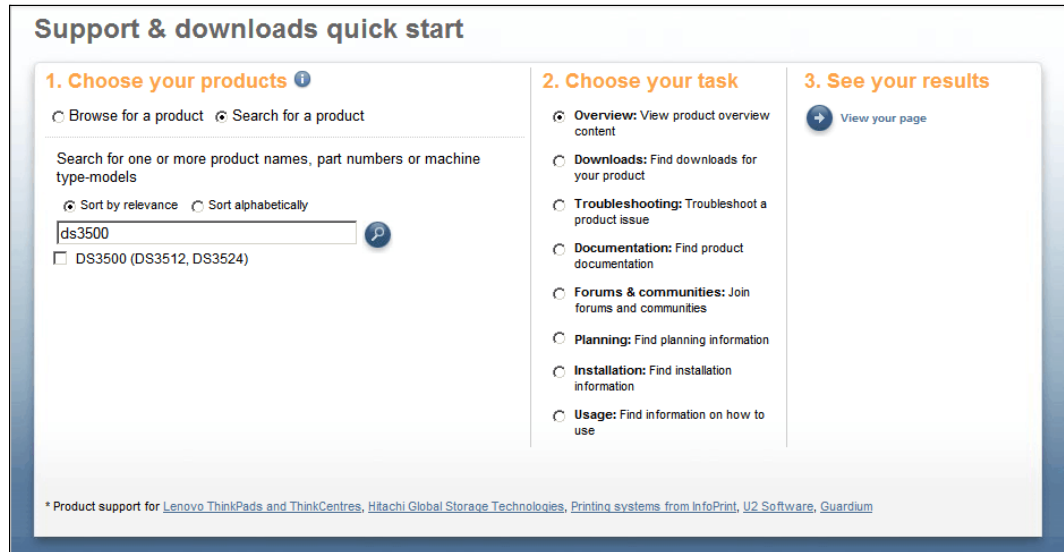 Support & downloads quick start
1. Choose your products
Browse for a product Search for a product
Search for one or more product names, part numbers or machine
type-models
Sort by relevance Sort alphabetically
ds3500
DS3500 (DS3512, DS3524)
2. Choose your task
Overview: View product overview
content
Downloads: Find downloads for
your product
Troubleshooting: Troubleshoot a
product issue
Documentation: Find product
documentation
Forums & communities: Join
forums and communities
Planning: Find planning information
Installation: Find installation
information
Usage: Find information on how to
use
3. See your results
View your page
* Product support for Lenovo ThinkPads and ThinkCentres, Hitachi Global Storage Technologies, Printing systems from InfoPrint, U2 Software, Guardium